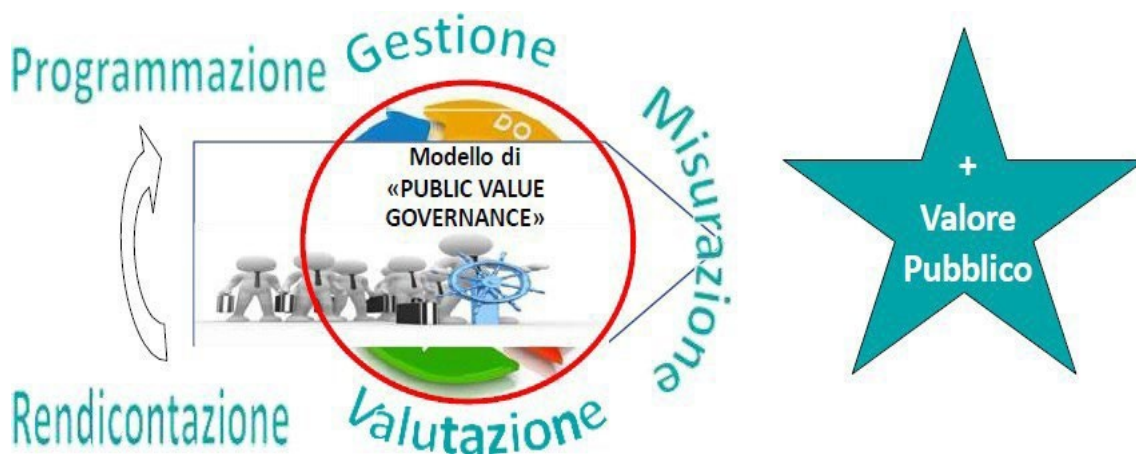 Programmazione
Gestione
Misurazione
DO
Modello di
«PUBLIC VALUE
GOVERNANCE»
+
Valore
Pubblico
Valutazione
Rendicontazione